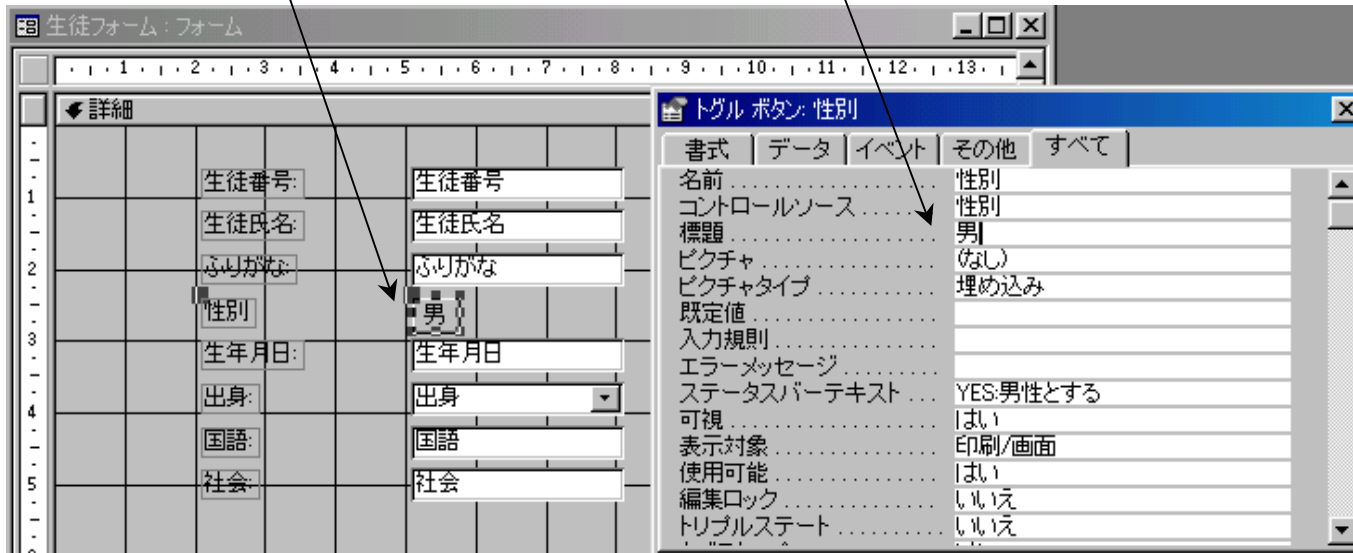 生徒フォーム : フォーム
1 2 3 4 5 6 7 8 9 10 11 12 13
詳細
生徒番号: 生徒番号
生徒氏名: 生徒氏名
ふりがな: ふりがな
性別 男
生年月日: 生年月日
出身: 出身
国語: 国語
社会: 社会
1
2
3
4
5
トグル ボタン: 性別
書式 データ イベント その他 すべて
名前 . . . . . . . . . . . . . . . . . . 性別
コントロールソース . . . . . . 性別
標題 . . . . . . . . . . . . . . . . . . 男
ピクチャ . . . . . . . . . . . . . . . (なし)
ピクチャタイプ . . . . . . . . . . 埋め込み
既定値 . . . . . . . . . . . . . . . .
入力規則 . . . . . . . . . . . . . .
エラーメッセージ . . . . . . . . .
ステータスバーテキスト . . . YES:男性とする
可視 . . . . . . . . . . . . . . . . . . はい
表示対象 . . . . . . . . . . . . . . 印刷/画面
使用可能 . . . . . . . . . . . . . . はい
編集ロック . . . . . . . . . . . . . いいえ
トリプルステート . . . . . . . . . いいえ